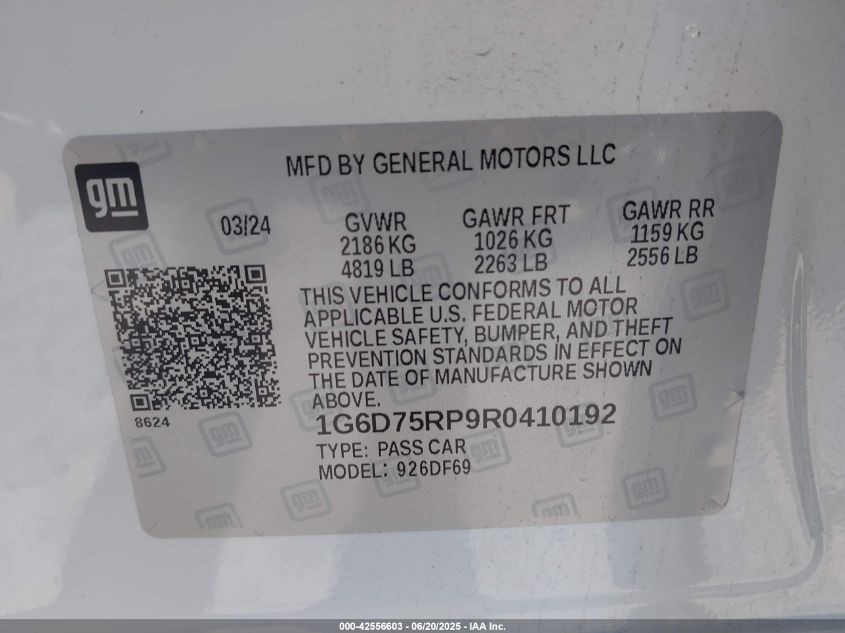 MFD BY GENERAL MOTORS LLC
gm
03/24
GVWR
2186 KG
4819 LB
GAWR FRT
1026 KG
2263 LB
GAWR RR
1159 KG
2556 LB
THIS VEHICLE CONFORMS TO ALL
APPLICABLE U.S. FEDERAL MOTOR
VEHICLE SAFETY, BUMPER, AND THEFT
PREVENTION STANDARDS IN EFFECT ON
THE DATE OF MANUFACTURE SHOWN
ABOVE.
8624
1G6D75RP9R0410192
TYPE: PASS CAR
MODEL: 926DF69
000-42556603 - 06/20/2025 - IAA Inc.